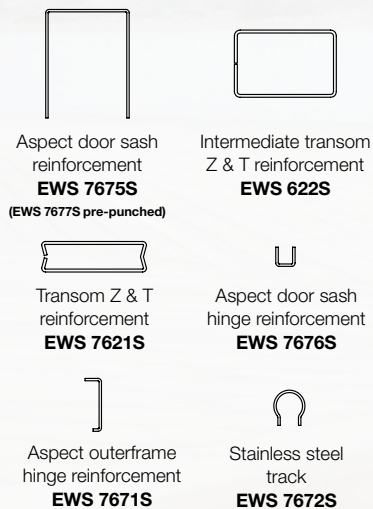 Aspect door sash
reinforcement
EWS 7675S
(EWS 7677S pre-punched)
Intermediate transom
Z & T reinforcement
EWS 622S
Transom Z & T
reinforcement
EWS 7621S
Aspect door sash
hinge reinforcement
EWS 7676S
Aspect outerframe
hinge reinforcement
EWS 7671S
Stainless steel
track
EWS 7672S